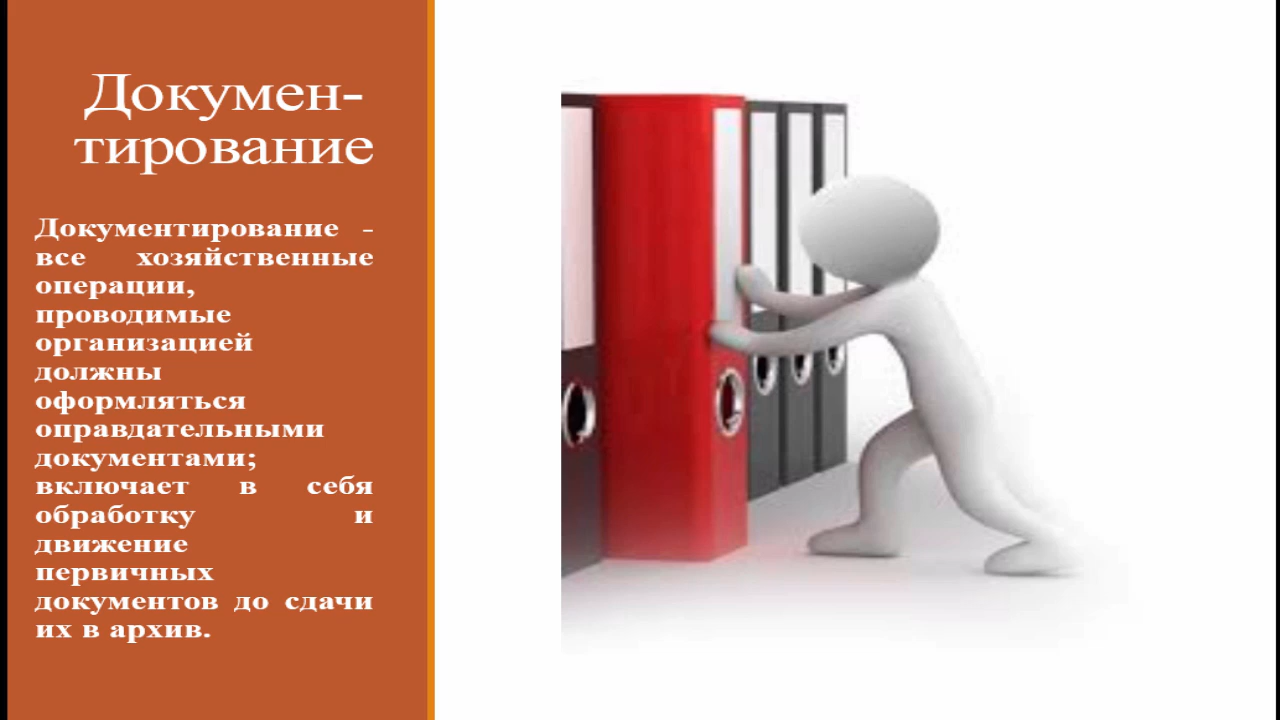 Докумен-
тирование
Документирование -
все хозяйственные
операции,
проводимые
организацией
должны
оформляться
оправдательными
документами;
включает в себя
обработку и
движение
первичных
документов до сдачи
их в архив.